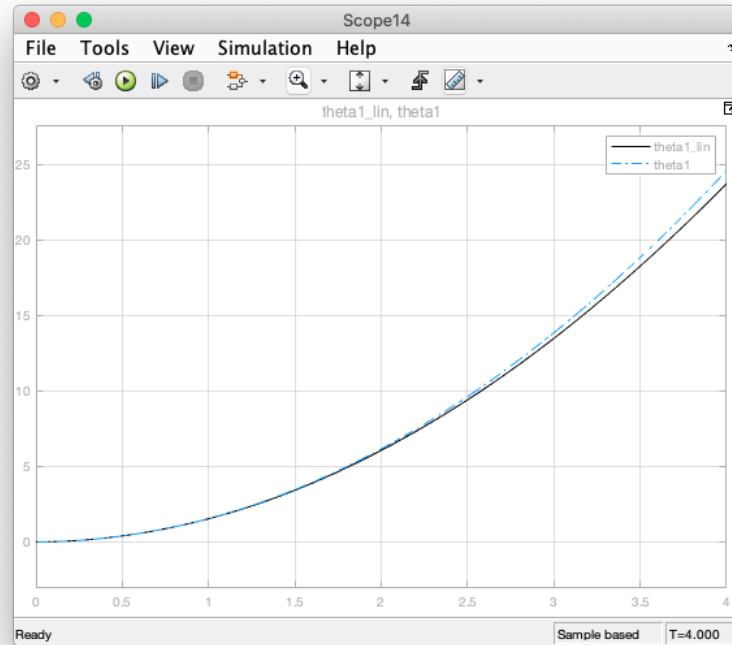 Scope14
File Tools View Simulation Help
theta1_lin, theta1
theta1_lin
theta1
25
20
15
10
5
0
0 0.5 1 1.5 2 2.5 3 3.5 4
Ready Sample based T=4.000